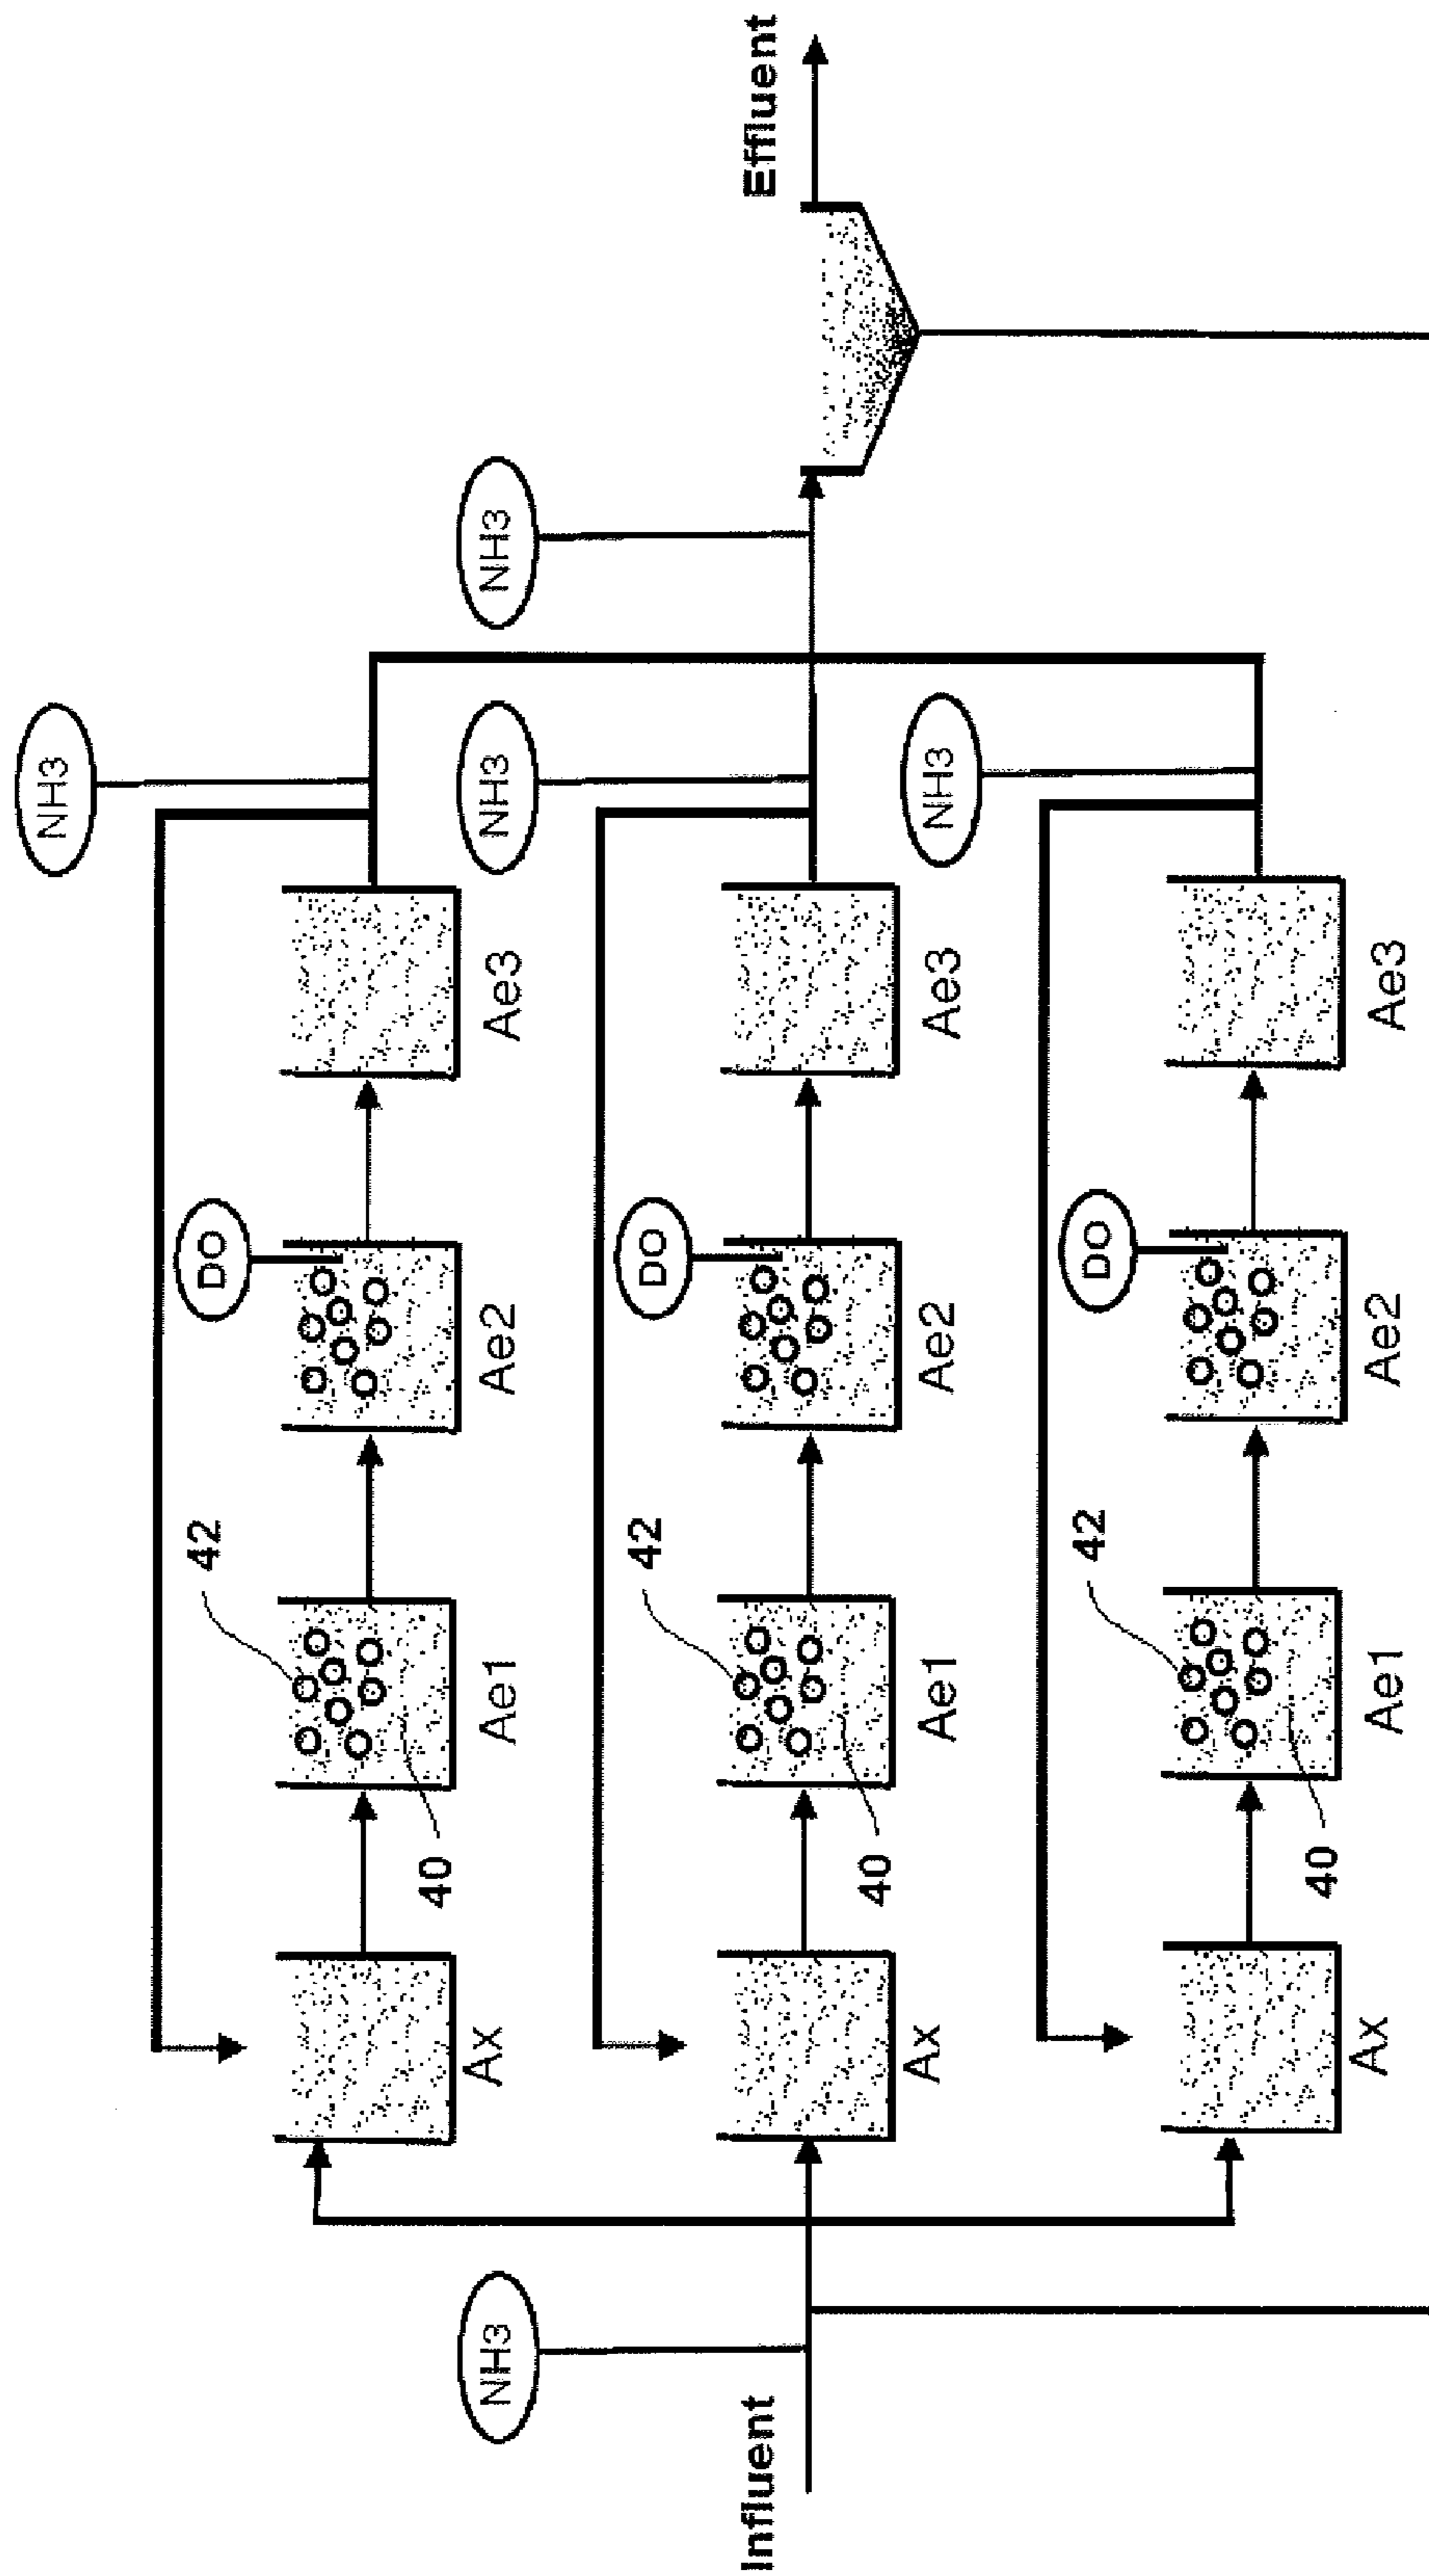 NH3
DO
42
40
Ax
Ae1
Ae2
Ae3
NH3
NH3
NH3
DO
42
40
Influent
Effluent
Ax
Ae1
Ae2
Ae3
NH3
DO
42
40
Ax
Ae1
Ae2
Ae3